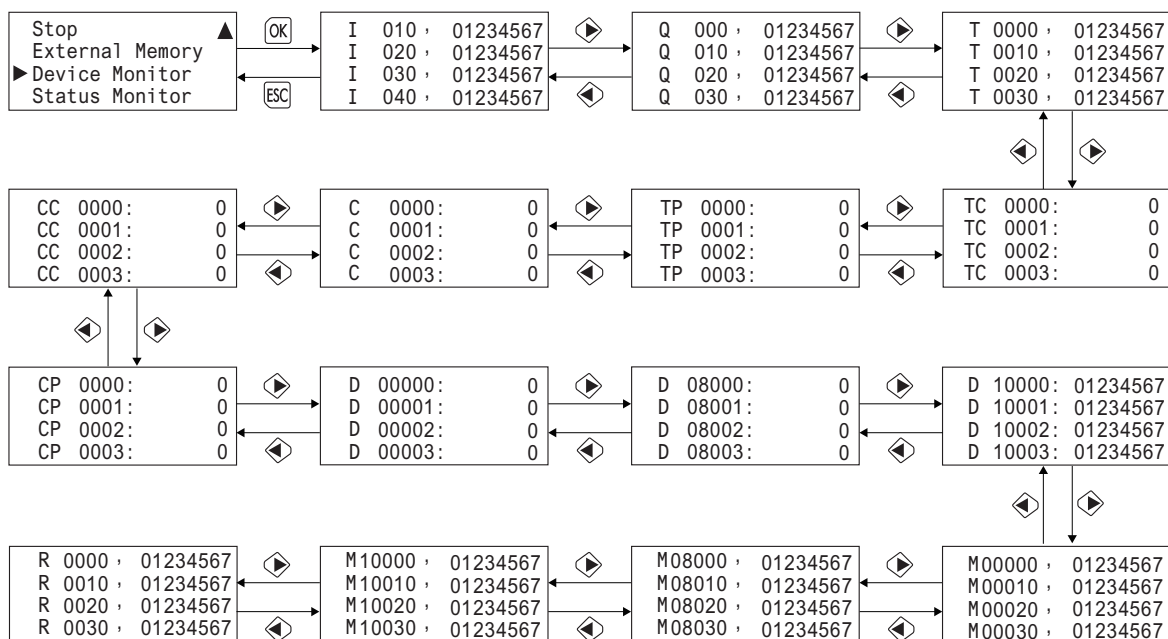 Stop
External Memory
Device Monitor
Status Monitor
OK
ESC
I 010, 01234567
I 020, 01234567
I 030, 01234567
I 040, 01234567
Q 000, 01234567
Q 010, 01234567
Q 020, 01234567
Q 030, 01234567
T 0000, 01234567
T 0010, 01234567
T 0020, 01234567
T 0030, 01234567
CC 0000: 0
CC 0001: 0
CC 0002: 0
CC 0003: 0
C 0000: 0
C 0001: 0
C 0002: 0
C 0003: 0
TP 0000: 0
TP 0001: 0
TP 0002: 0
TP 0003: 0
TC 0000: 0
TC 0001: 0
TC 0002: 0
TC 0003: 0
CP 0000: 0
CP 0001: 0
CP 0002: 0
CP 0003: 0
D 00000: 0
D 00001: 0
D 00002: 0
D 00003: 0
D 08000: 0
D 08001: 0
D 08002: 0
D 08003: 0
D 10000: 01234567
D 10001: 01234567
D 10002: 01234567
D 10003: 01234567
R 0000, 01234567
R 0010, 01234567
R 0020, 01234567
R 0030, 01234567
M10000, 01234567
M10010, 01234567
M10020, 01234567
M10030, 01234567
M08000, 01234567
M08010, 01234567
M08020, 01234567
M08030, 01234567
M00000, 01234567
M00010, 01234567
M00020, 01234567
M00030, 01234567